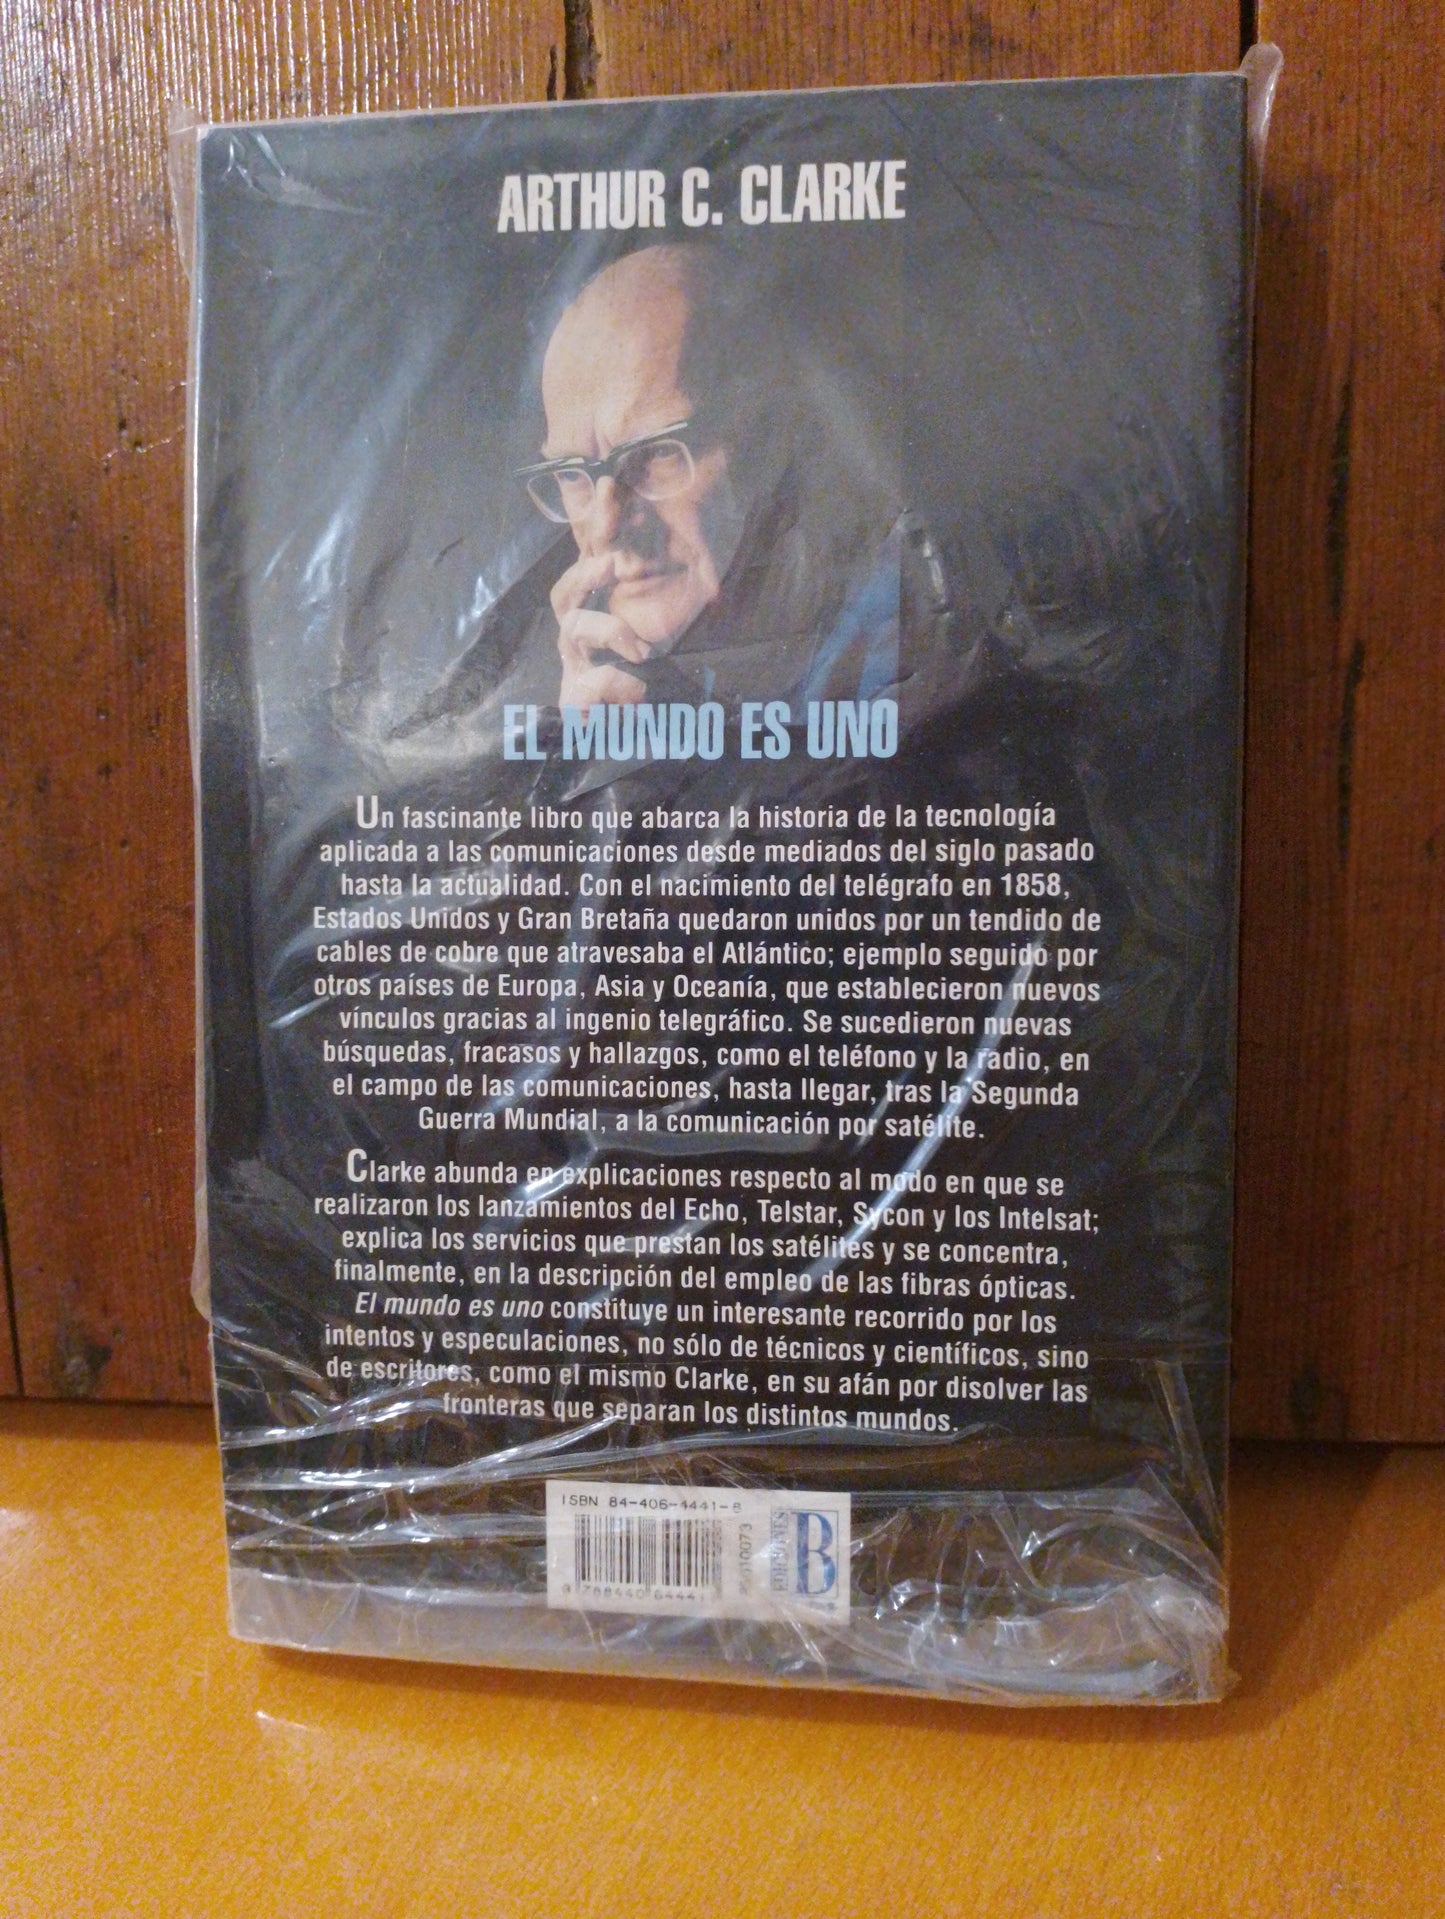 ARTHUR C. CLARKE
EL MUNDO ES UNO
Un fascinante libro que abarca la historia de la tecnología
aplicada a las comunicaciones desde mediados del siglo pasado
hasta la actualidad. Con el nacimiento del telégrafo en 1858,
Estados Unidos y Gran Bretaña quedaron unidos por un tendido de
cables de cobre que atravesaba el Atlántico; ejemplo seguido por
otros países de Europa, Asia y Oceanía, que establecieron nuevos
vínculos gracias al ingenio telegráfico. Se sucedieron nuevas
búsquedas, fracasos y hallazgos, como el teléfono y la radio, en
el campo de las comunicaciones, hasta llegar, tras la Segunda
Guerra Mundial, a la comunicación por satélite.
Clarke abunda en explicaciones respecto al modo en que se
realizaron los lanzamientos del Echo, Telstar, Sycon y los Intelsat;
explica los servicios que prestan los satélites y se concentra,
finalmente, en la descripción del empleo de las fibras ópticas.
El mundo es uno constituye un interesante recorrido por los
intentos y especulaciones, no sólo de técnicos y científicos, sino
de escritores, como el mismo Clarke, en su afán por disolver las
fronteras que separan los distintos mundos.
ISBN 84-406-4441-8
9 788440 64441
EDICIONES B